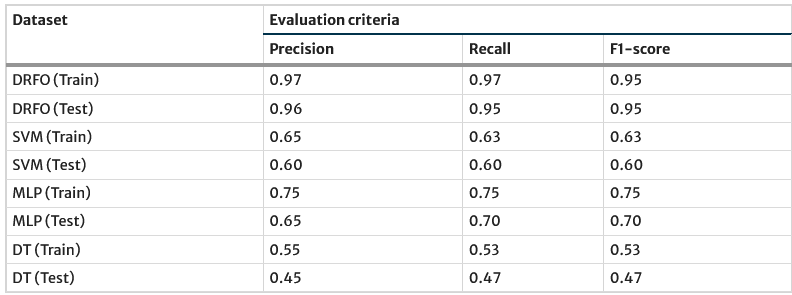 Dataset Evaluation criteria
Precision Recall F1-score
DRFO (Train) 0.97 0.97 0.95
DRFO (Test) 0.96 0.95 0.95
SVM (Train) 0.65 0.63 0.63
SVM (Test) 0.60 0.60 0.60
MLP (Train) 0.75 0.75 0.75
MLP (Test) 0.65 0.70 0.70
DT (Train) 0.55 0.53 0.53
DT (Test) 0.45 0.47 0.47